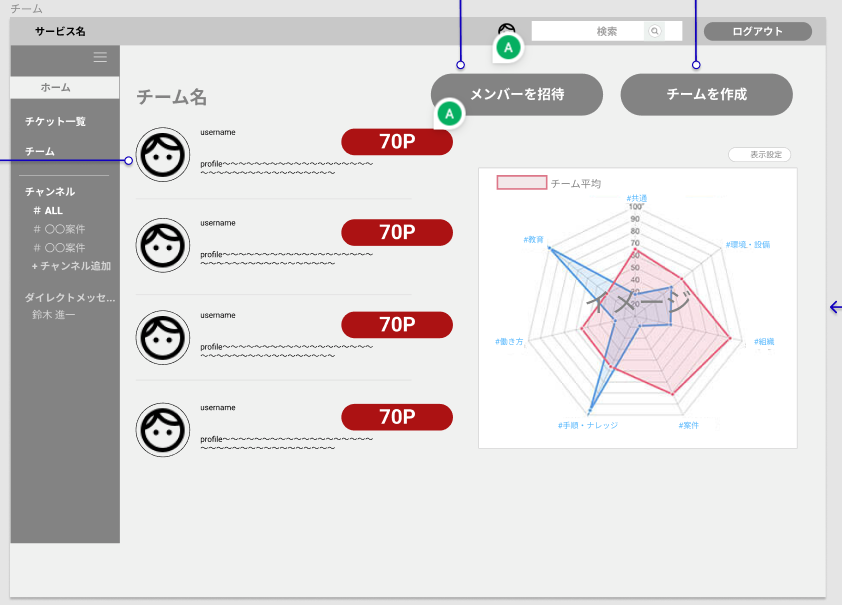 チーム
サービス名
検索
ログアウト
A
ホーム
チケット一覧
チーム
チャンネル
# ALL
# 〇〇案件
# 〇〇案件
+ チャンネル追加
ダイレクトメッセ...
鈴木 進一
チーム名
メンバーを招待
チームを作成
A
username
70P
profile〜〜〜〜〜〜〜〜〜〜〜〜〜〜〜〜〜〜〜
〜〜〜〜〜〜〜〜〜〜〜〜〜〜〜〜〜
username
70P
profile〜〜〜〜〜〜〜〜〜〜〜〜〜〜〜〜〜〜〜
〜〜〜〜〜〜〜〜〜〜〜〜〜〜〜〜〜
username
70P
profile〜〜〜〜〜〜〜〜〜〜〜〜〜〜〜〜〜〜〜
〜〜〜〜〜〜〜〜〜〜〜〜〜〜〜〜〜
username
70P
profile〜〜〜〜〜〜〜〜〜〜〜〜〜〜〜〜〜〜〜
〜〜〜〜〜〜〜〜〜〜〜〜〜〜〜〜〜
表示設定
チーム平均
#共通
100
90
80
70
60
50
40
30
20
#教育
#環境・設備
イメージ
#働き方
#組織
#手順・ナレッジ
#案件